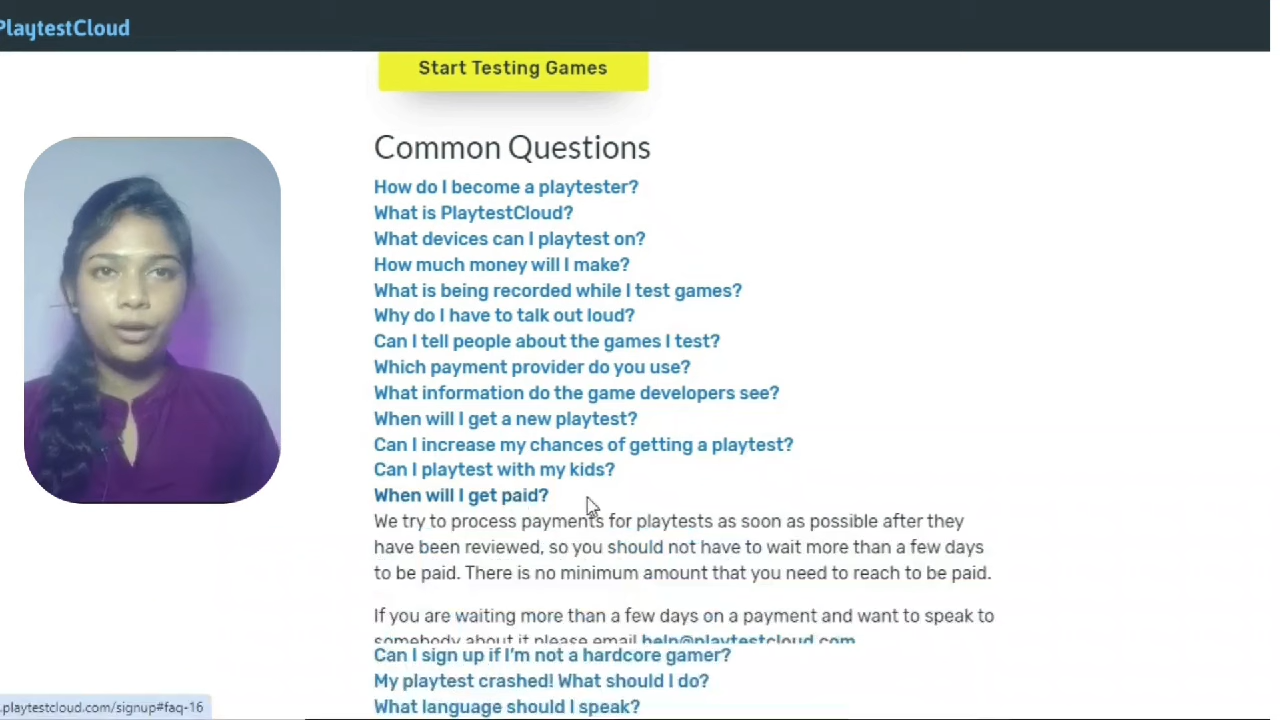 PlaytestCloud
Start Testing Games
Common Questions
How do I become a playtester?
What is PlaytestCloud?
What devices can I playtest on?
How much money will I make?
What is being recorded while I test games?
Why do I have to talk out loud?
Can I tell people about the games I test?
Which payment provider do you use?
What information do the game developers see?
When will I get a new playtest?
Can I increase my chances of getting a playtest?
Can I playtest with my kids?
When will I get paid?
We try to process payments for playtests as soon as possible after they
have been reviewed, so you should not have to wait more than a few days
to be paid. There is no minimum amount that you need to reach to be paid.
If you are waiting more than a few days on a payment and want to speak to
somebody about it please email help@playtestcloud.com
Can I sign up if I'm not a hardcore gamer?
My playtest crashed! What should I do?
What language should I speak?
.playtestcloud.com/signup#faq-16